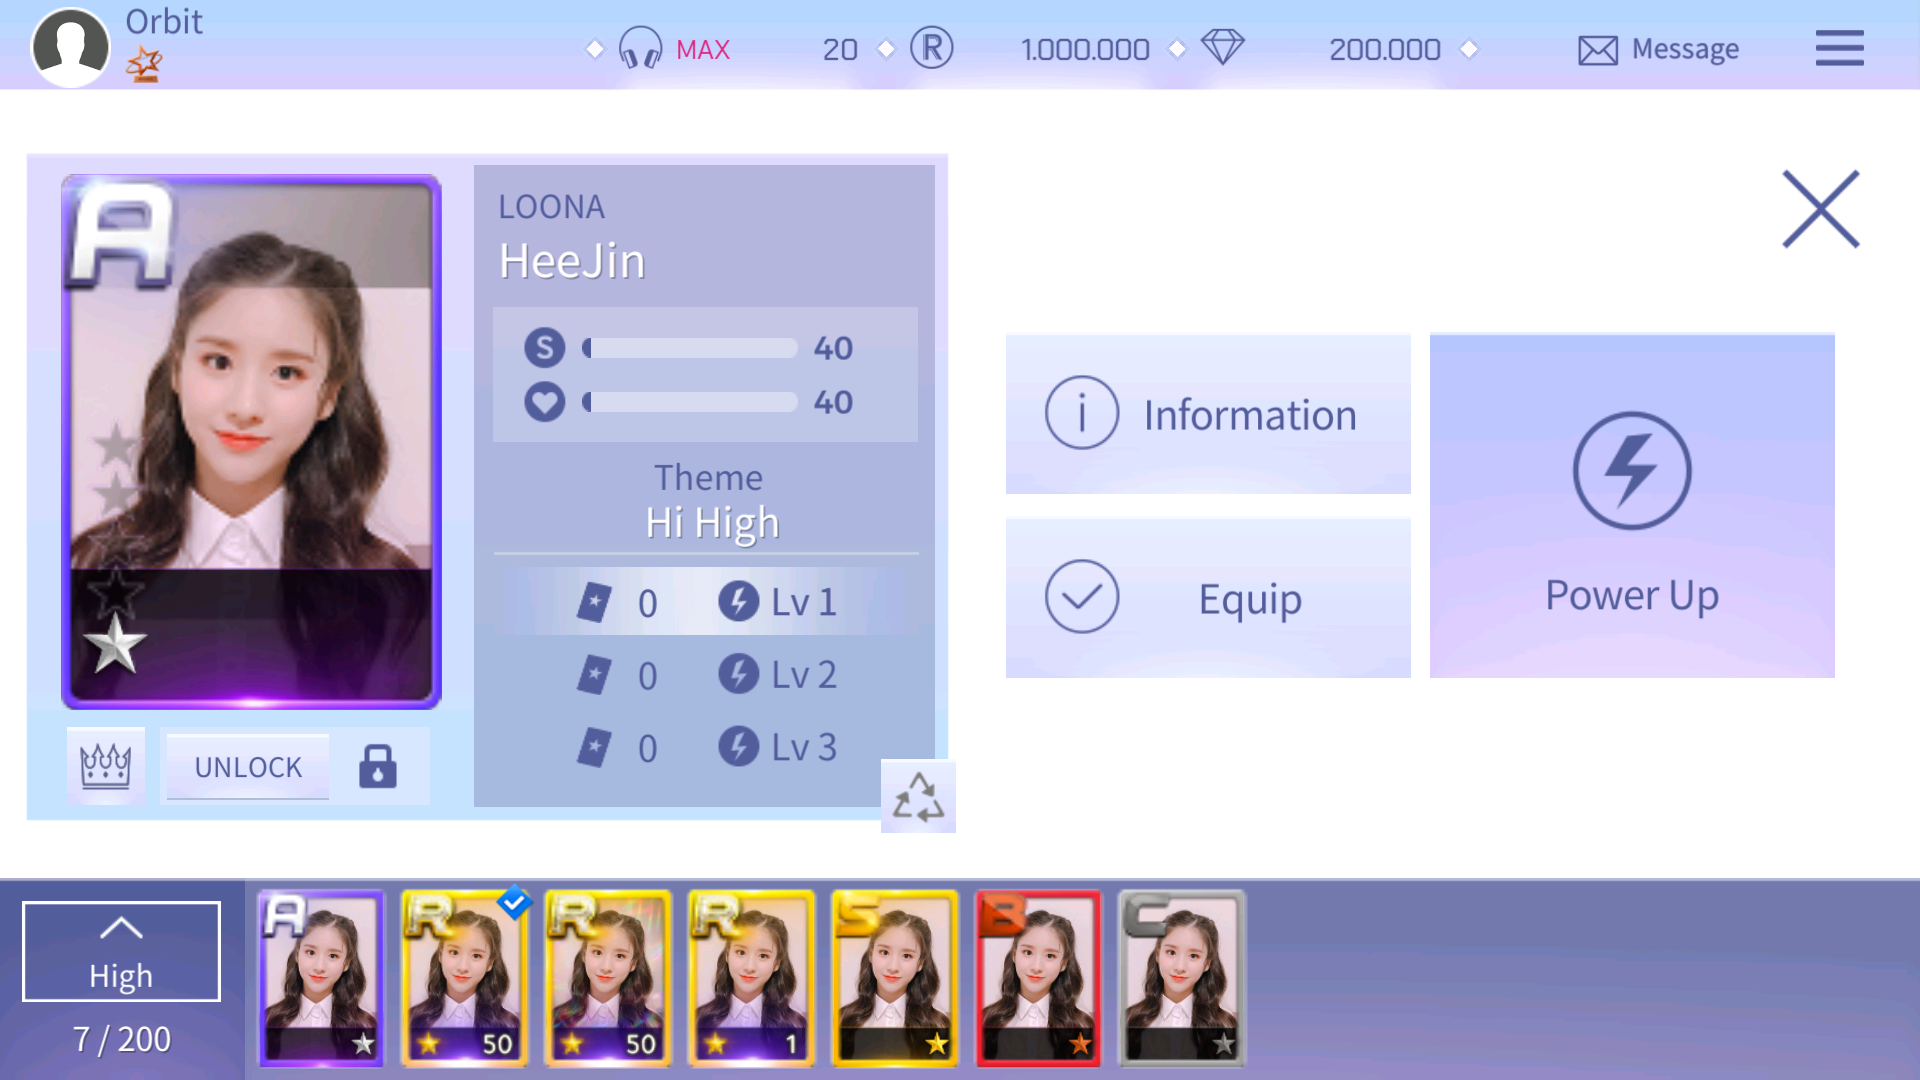 Orbit
MAX
20
R
1.000.000
200.000
Message
A
LOONA
HeeJin
S
40
40
Theme
Hi High
0
Lv 1
0
Lv 2
0
Lv 3
UNLOCK
i
Information
Equip
Power Up
High
7 / 200
A
R
50
R
50
R
1
S
B
C